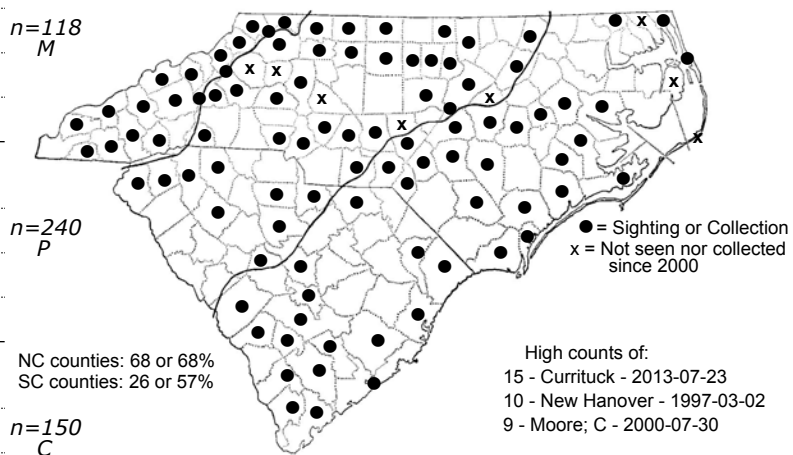 n=118
M
n=240
P
● = Sighting or Collection
x = Not seen nor collected
since 2000
NC counties: 68 or 68%
SC counties: 26 or 57%
High counts of:
15 - Currituck - 2013-07-23
10 - New Hanover - 1997-03-02
9 - Moore; C - 2000-07-30
n=150
C